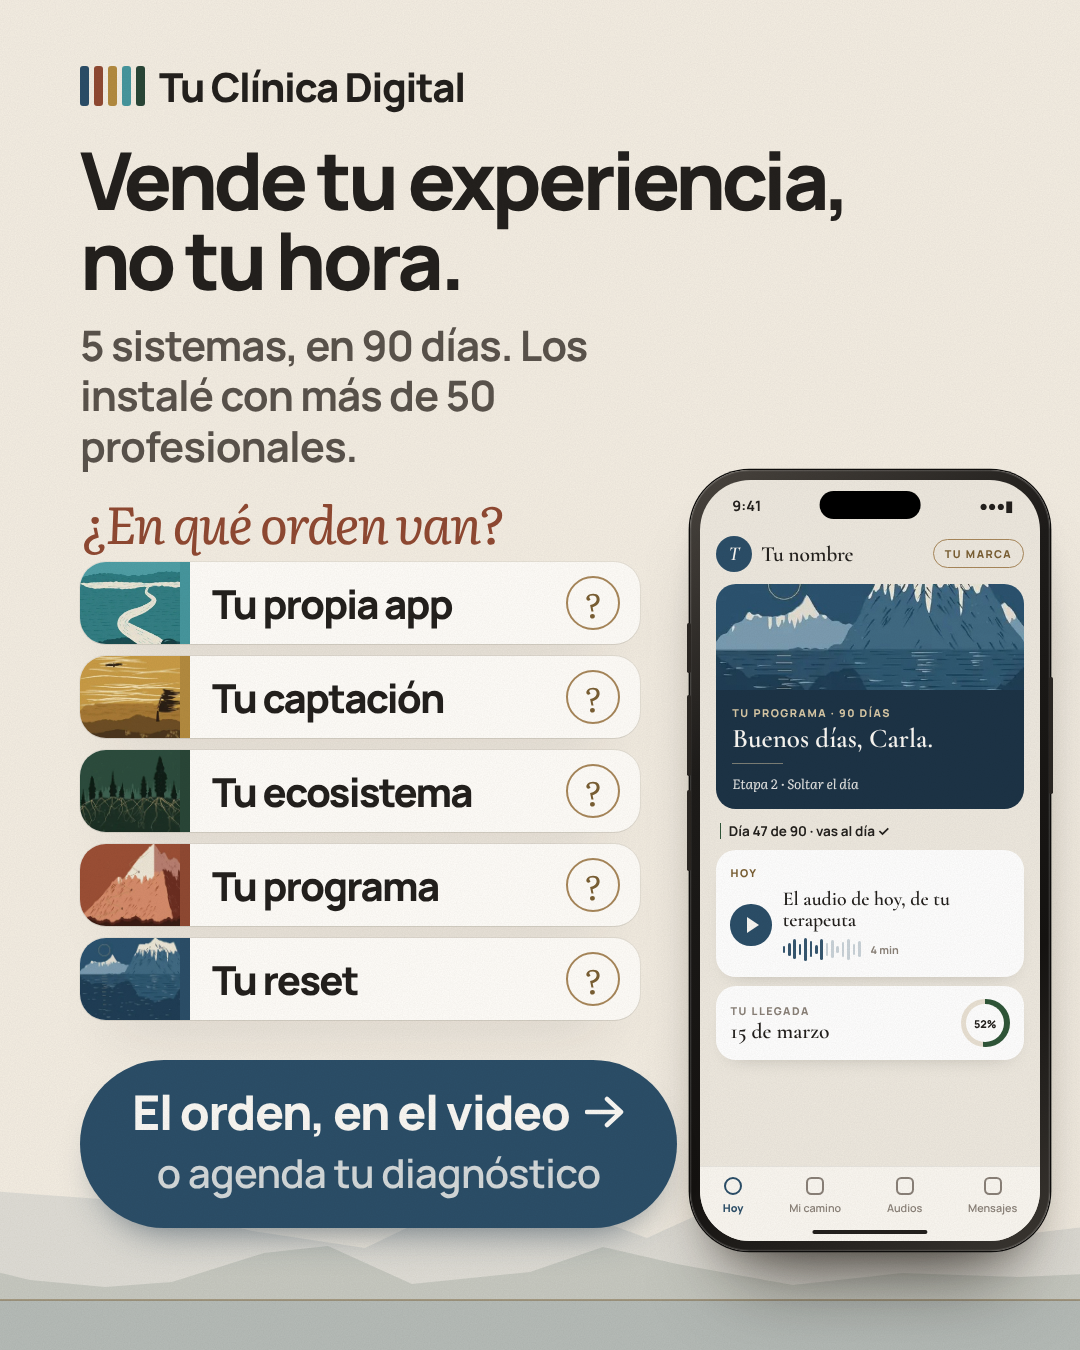 Tu Clínica Digital
Vende tu experiencia,
no tu hora.
5 sistemas, en 90 días. Los
instalé con más de 50
profesionales.
¿En qué orden van?
Tu propia app ?
Tu captación ?
Tu ecosistema ?
Tu programa ?
Tu reset ?
El orden, en el video →
o agenda tu diagnóstico
9:41
T Tu nombre TU MARCA
TU PROGRAMA · 90 DÍAS
Buenos días, Carla.
Etapa 2 · Soltar el día
Día 47 de 90 · vas al día ✓
HOY
El audio de hoy, de tu
terapeuta
4 min
TU LLEGADA
15 de marzo
52%
Hoy Mi camino Audios Mensajes